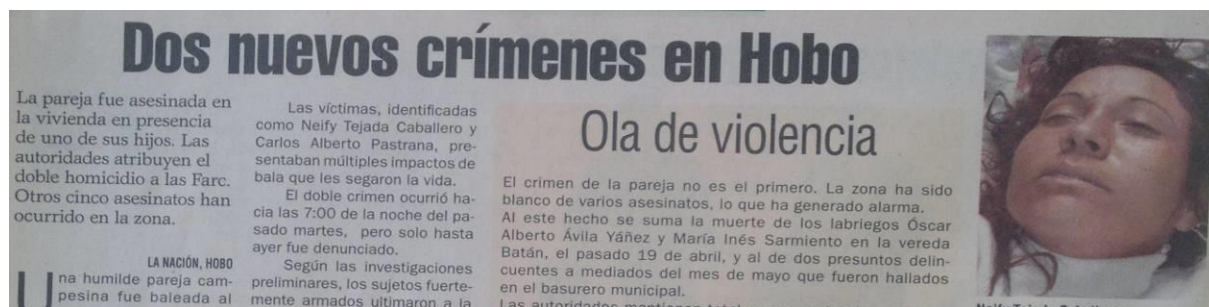 Dos nuevos crímenes en Hobo
La pareja fue asesinada en
la vivienda en presencia
de uno de sus hijos. Las
autoridades atribuyen el
doble homicidio a las Farc.
Otros cinco asesinatos han
ocurrido en la zona.
LA NACIÓN, HOBO
Una humilde pareja cam-
pesina fue baleada al
Las víctimas, identificadas
como Neify Tejada Caballero y
Carlos Alberto Pastrana, pre-
sentaban múltiples impactos de
bala que les segaron la vida.
El doble crimen ocurrió ha-
cia las 7:00 de la noche del pa-
sado martes, pero solo hasta
ayer fue denunciado.
Según las investigaciones
preliminares, los sujetos fuerte-
mente armados ultimaron a la
Ola de violencia
El crimen de la pareja no es el primero. La zona ha sido
blanco de varios asesinatos, lo que ha generado alarma.
Al este hecho se suma la muerte de los labriegos Óscar
Alberto Ávila Yáñez y María Inés Sarmiento en la vereda
Batán, el pasado 19 de abril, y al de dos presuntos delin-
cuentes a mediados del mes de mayo que fueron hallados
en el basurero municipal.
Las autoridades mantienen